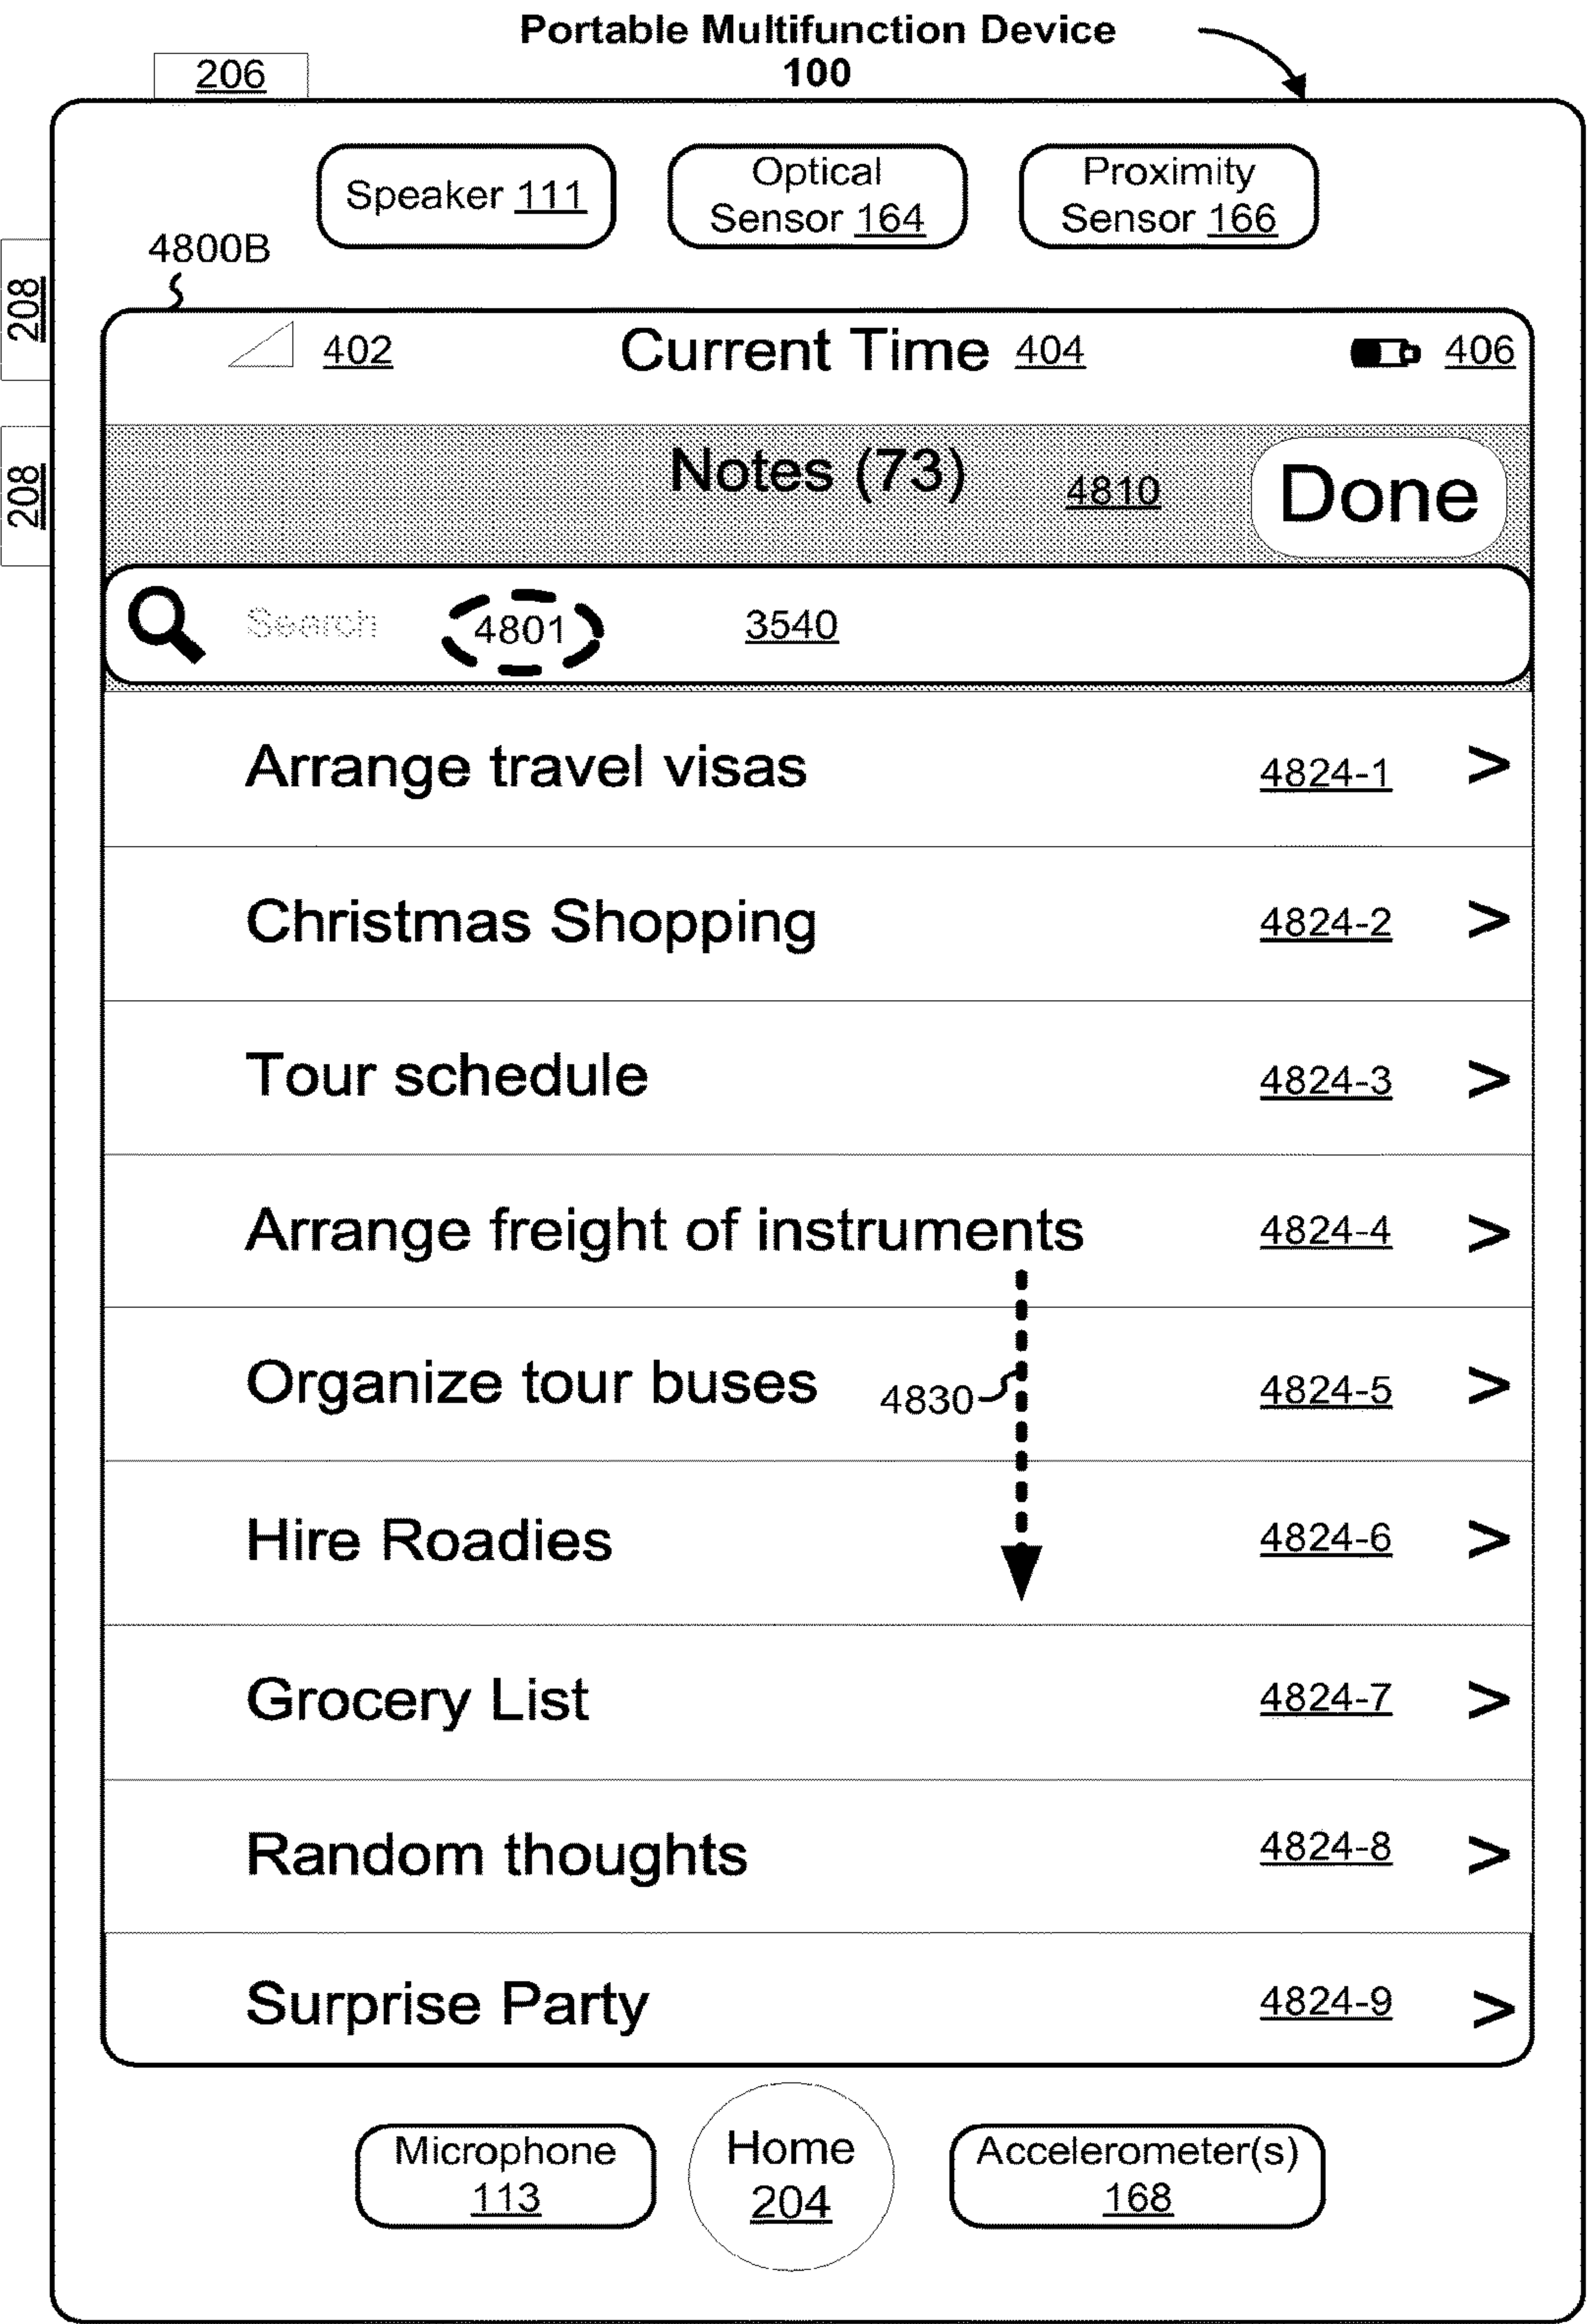 Portable Multifunction Device
100
206
Speaker 111
Optical
Sensor 164
Proximity
Sensor 166
4800B
208
402
Current Time 404
406
208
Notes (73)
4810
Done
Search
4801
3540
Arrange travel visas 4824-1 >
Christmas Shopping 4824-2 >
Tour schedule 4824-3 >
Arrange freight of instruments 4824-4 >
Organize tour buses 4830 4824-5 >
Hire Roadies 4824-6 >
Grocery List 4824-7 >
Random thoughts 4824-8 >
Surprise Party 4824-9 >
Microphone
113
Home
204
Accelerometer(s)
168